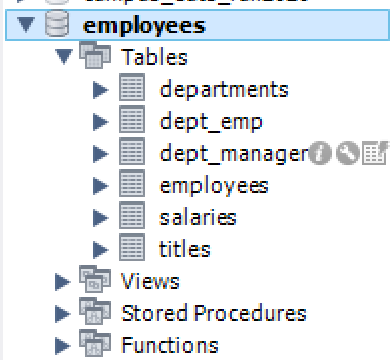 employees
Tables
departments
dept_emp
dept_manager
employees
salaries
titles
Views
Stored Procedures
Functions